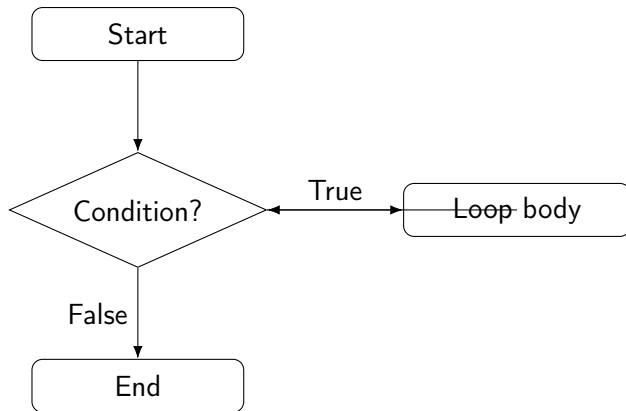 Start
Condition?
True
Loop body
False
End